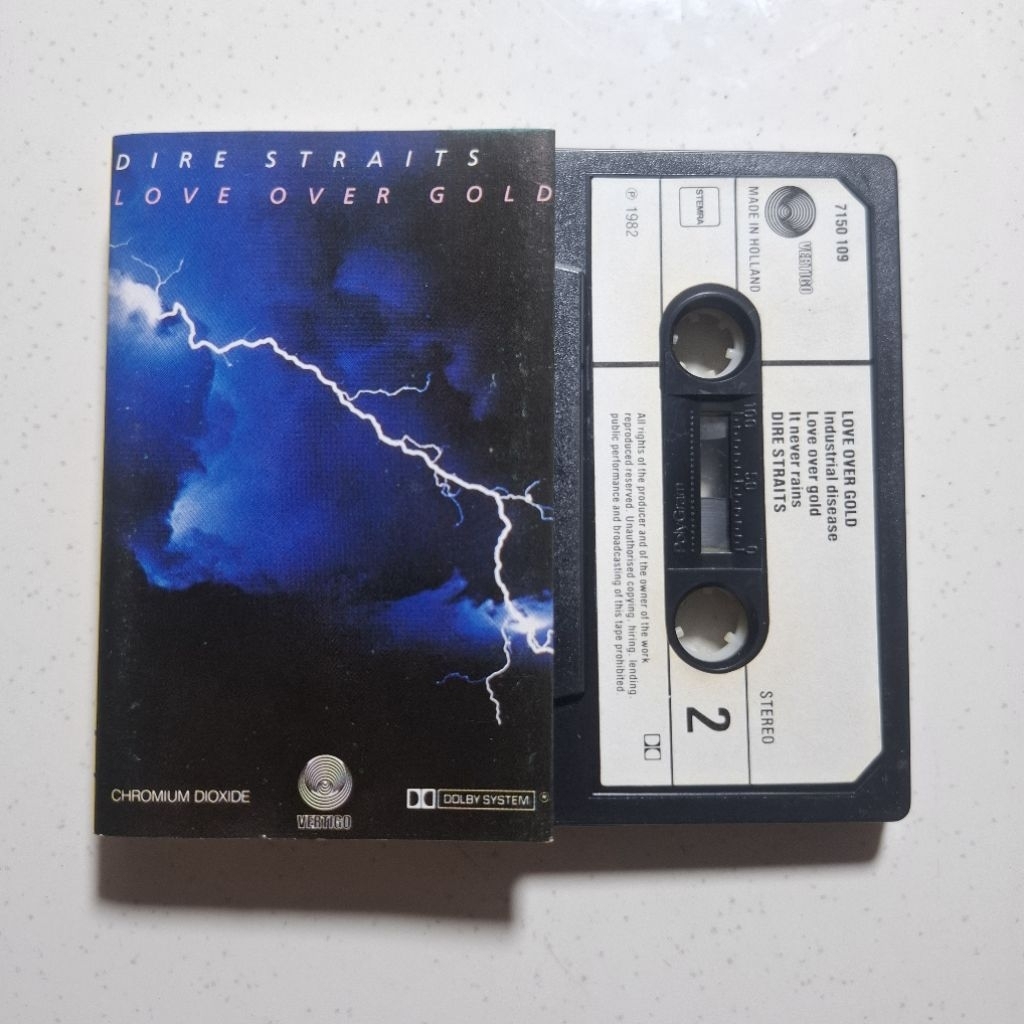 DIRE STRAITS
LOVE OVER GOLD
CHROMIUM DIOXIDE
VERTIGO
DOLBY SYSTEM
7150 109
VERTIGO
MADE IN HOLLAND
STEMRA
℗ 1982
LOVE OVER GOLD
Industrial disease
Love over gold
It never rains
DIRE STRAITS
100 50 0
STEREO
2
All rights of the producer and of the owner of the work
reproduced reserved. Unauthorised copying, hiring, lending,
public performance and broadcasting of this tape prohibited.